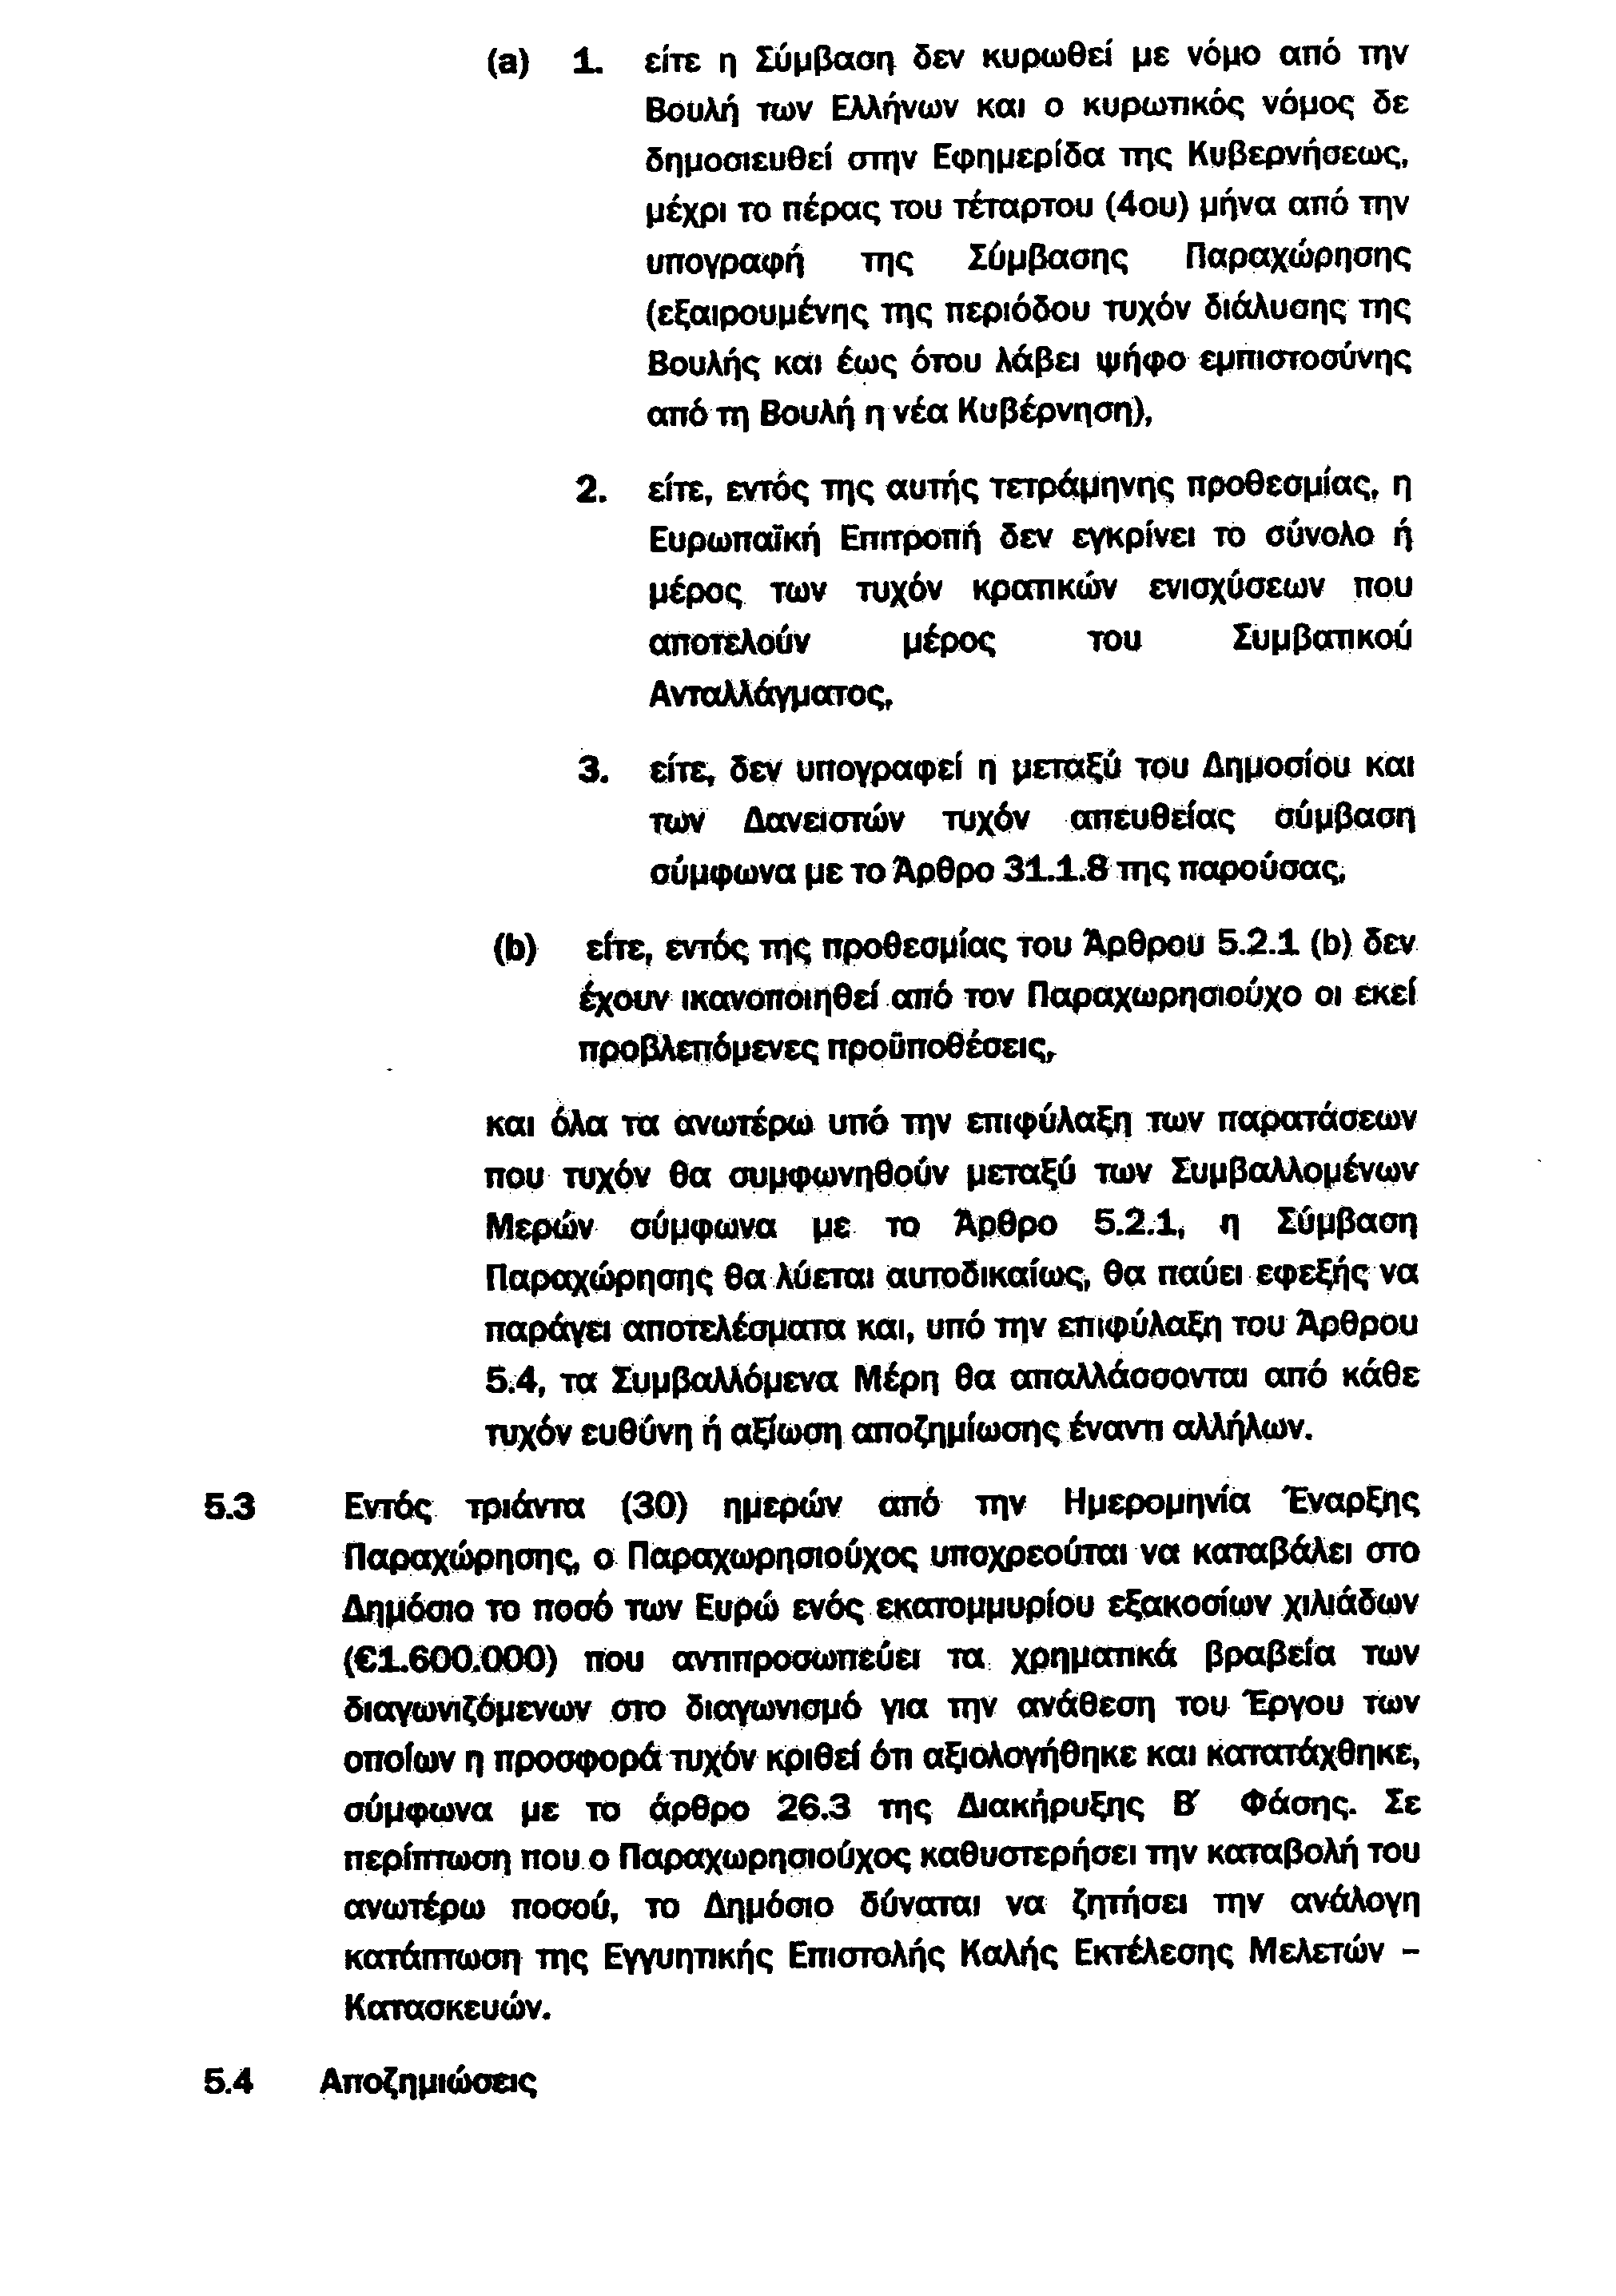 (a) 1. είτε η Σύμβαση δεν κυρωθεί με νόμο από την
Βουλή των Ελλήνων και ο κυρωτικός νόμος δε
δημοσιευθεί στην Εφημερίδα της Κυβερνήσεως,
μέχρι το πέρας του τέταρτου (4ου) μήνα από την
υπογραφή της Σύμβασης Παραχώρησης
(εξαιρουμένης της περιόδου τυχόν διάλυσης της
Βουλής και έως ότου λάβει ψήφο εμπιστοσύνης
από τη Βουλή η νέα Κυβέρνηση),
2. είτε, εντός της αυτής τετράμηνης προθεσμίας, η
Ευρωπαϊκή Επιτροπή δεν εγκρίνει το σύνολο ή
μέρος των τυχόν κρατικών ενισχύσεων που
αποτελούν μέρος του Συμβατικού
Ανταλλάγματος,
3. είτε, δεν υπογραφεί η μεταξύ του Δημοσίου και
των Δανειστών τυχόν απευθείας σύμβαση
σύμφωνα με το Άρθρο 31.1.8 της παρούσας,
(b) είτε, εντός της προθεσμίας του Άρθρου 5.2.1 (b) δεν
έχουν ικανοποιηθεί από τον Παραχωρησιούχο οι εκεί
προβλεπόμενες προϋποθέσεις,
και όλα τα ανωτέρω υπό την επιφύλαξη των παρατάσεων
που τυχόν θα συμφωνηθούν μεταξύ των Συμβαλλομένων
Μερών σύμφωνα με το Άρθρο 5.2.1, η Σύμβαση
Παραχώρησης θα λύεται αυτοδικαίως, θα παύει εφεξής να
παράγει αποτελέσματα και, υπό την επιφύλαξη του Άρθρου
5.4, τα Συμβαλλόμενα Μέρη θα απαλλάσσονται από κάθε
τυχόν ευθύνη ή αξίωση αποζημίωσης έναντι αλλήλων.
5.3 Εντός τριάντα (30) ημερών από την Ημερομηνία Έναρξης
Παραχώρησης, ο Παραχωρησιούχος υποχρεούται να καταβάλει στο
Δημόσιο το ποσό των Ευρώ ενός εκατομμυρίου εξακοσίων χιλιάδων
(€1.600.000) που αντιπροσωπεύει τα χρηματικά βραβεία των
διαγωνιζόμενων στο διαγωνισμό για την ανάθεση του Έργου των
οποίων η προσφορά τυχόν κριθεί ότι αξιολογήθηκε και κατατάχθηκε,
σύμφωνα με το άρθρο 26.3 της Διακήρυξης Β΄ Φάσης. Σε
περίπτωση που ο Παραχωρησιούχος καθυστερήσει την καταβολή του
ανωτέρω ποσού, το Δημόσιο δύναται να ζητήσει την ανάλογη
κατάπτωση της Εγγυητικής Επιστολής Καλής Εκτέλεσης Μελετών –
Κατασκευών.
5.4 Αποζημιώσεις